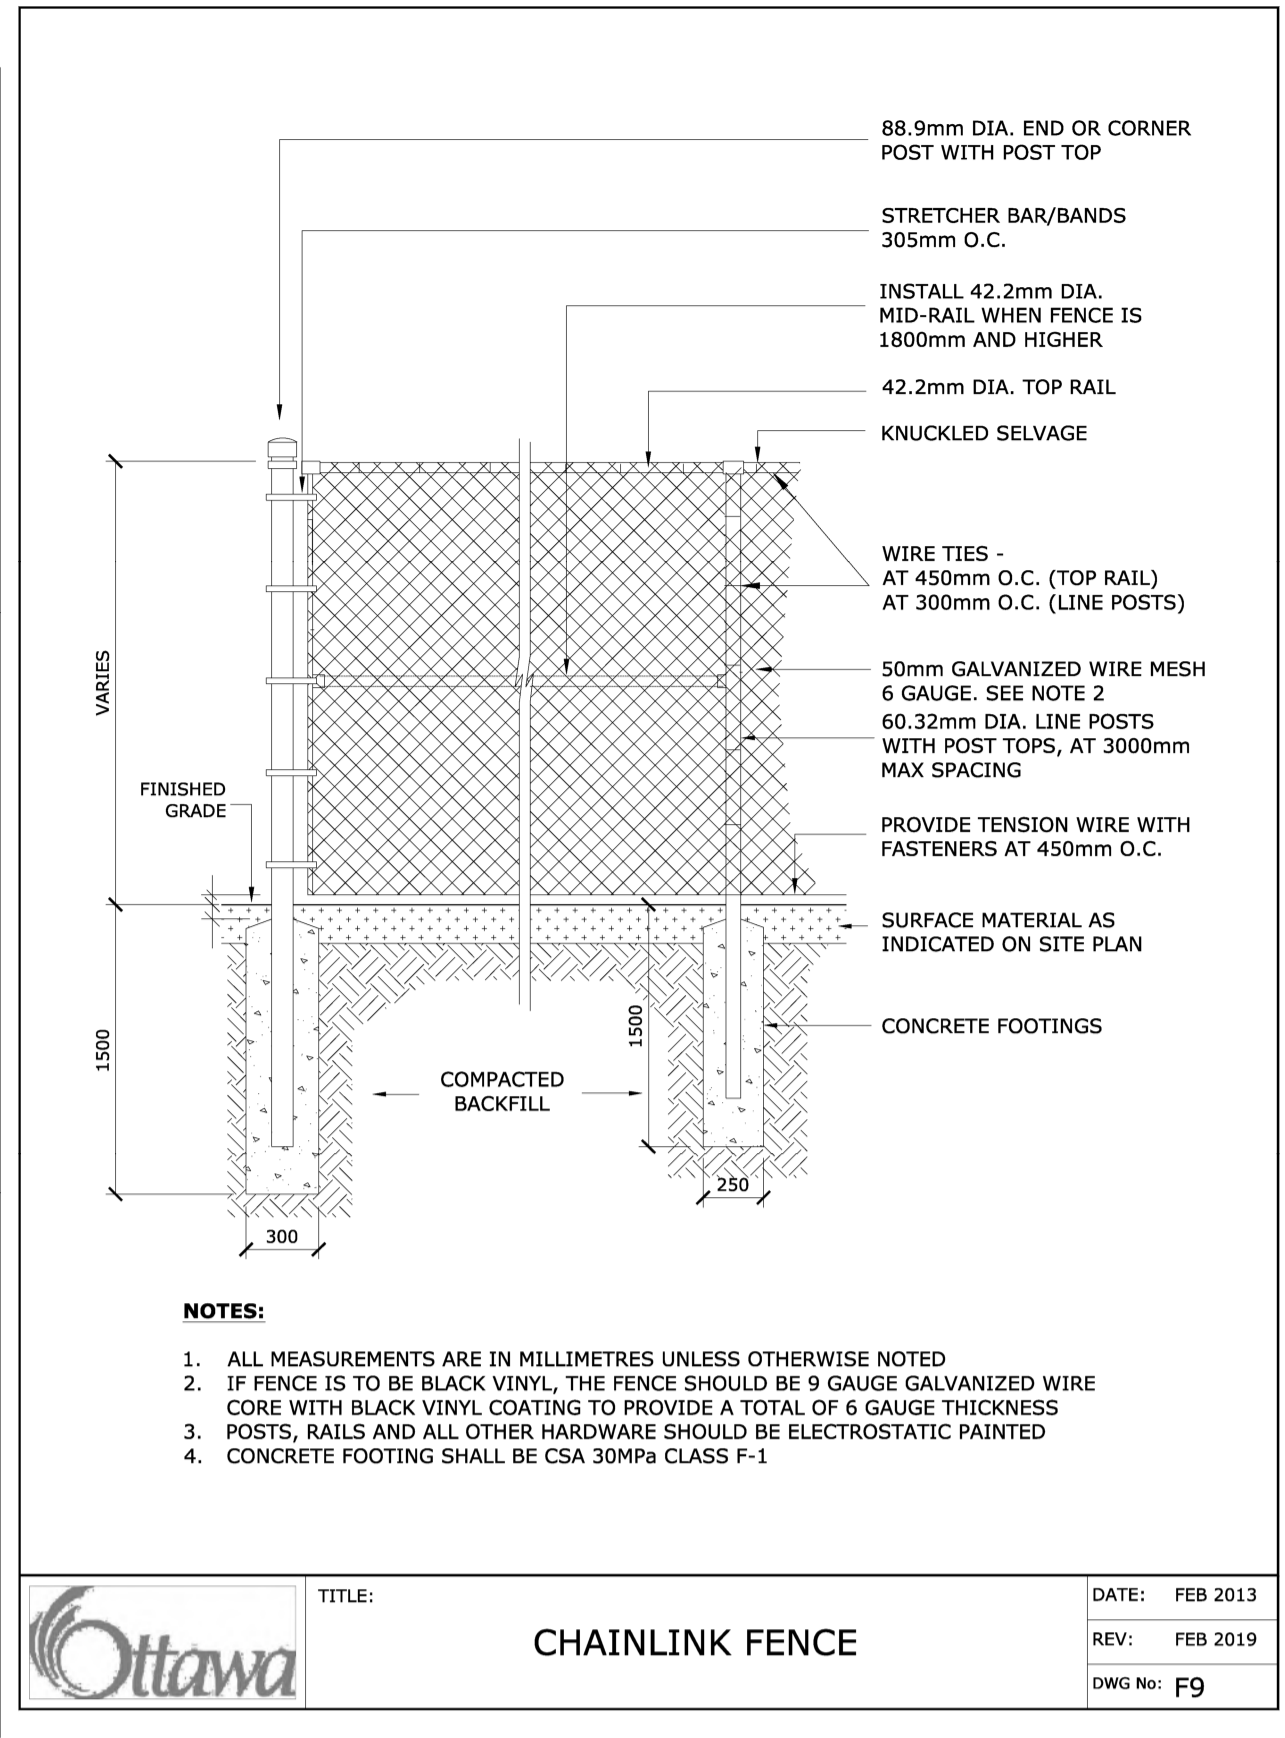 88.9mm DIA. END OR CORNER
POST WITH POST TOP
STRETCHER BAR/BANDS
305mm O.C.
INSTALL 42.2mm DIA.
MID-RAIL WHEN FENCE IS
1800mm AND HIGHER
42.2mm DIA. TOP RAIL
KNUCKLED SELVAGE
WIRE TIES -
AT 450mm O.C. (TOP RAIL)
AT 300mm O.C. (LINE POSTS)
VARIES
50mm GALVANIZED WIRE MESH
6 GAUGE. SEE NOTE 2
60.32mm DIA. LINE POSTS
WITH POST TOPS, AT 3000mm
MAX SPACING
FINISHED
GRADE
PROVIDE TENSION WIRE WITH
FASTENERS AT 450mm O.C.
SURFACE MATERIAL AS
INDICATED ON SITE PLAN
1500
1500
CONCRETE FOOTINGS
COMPACTED
BACKFILL
250
300
NOTES:
1. ALL MEASUREMENTS ARE IN MILLIMETRES UNLESS OTHERWISE NOTED
2. IF FENCE IS TO BE BLACK VINYL, THE FENCE SHOULD BE 9 GAUGE GALVANIZED WIRE
CORE WITH BLACK VINYL COATING TO PROVIDE A TOTAL OF 6 GAUGE THICKNESS
3. POSTS, RAILS AND ALL OTHER HARDWARE SHOULD BE ELECTROSTATIC PAINTED
4. CONCRETE FOOTING SHALL BE CSA 30MPa CLASS F-1
Ottawa
TITLE:
CHAINLINK FENCE
DATE: FEB 2013
REV: FEB 2019
DWG No: F9